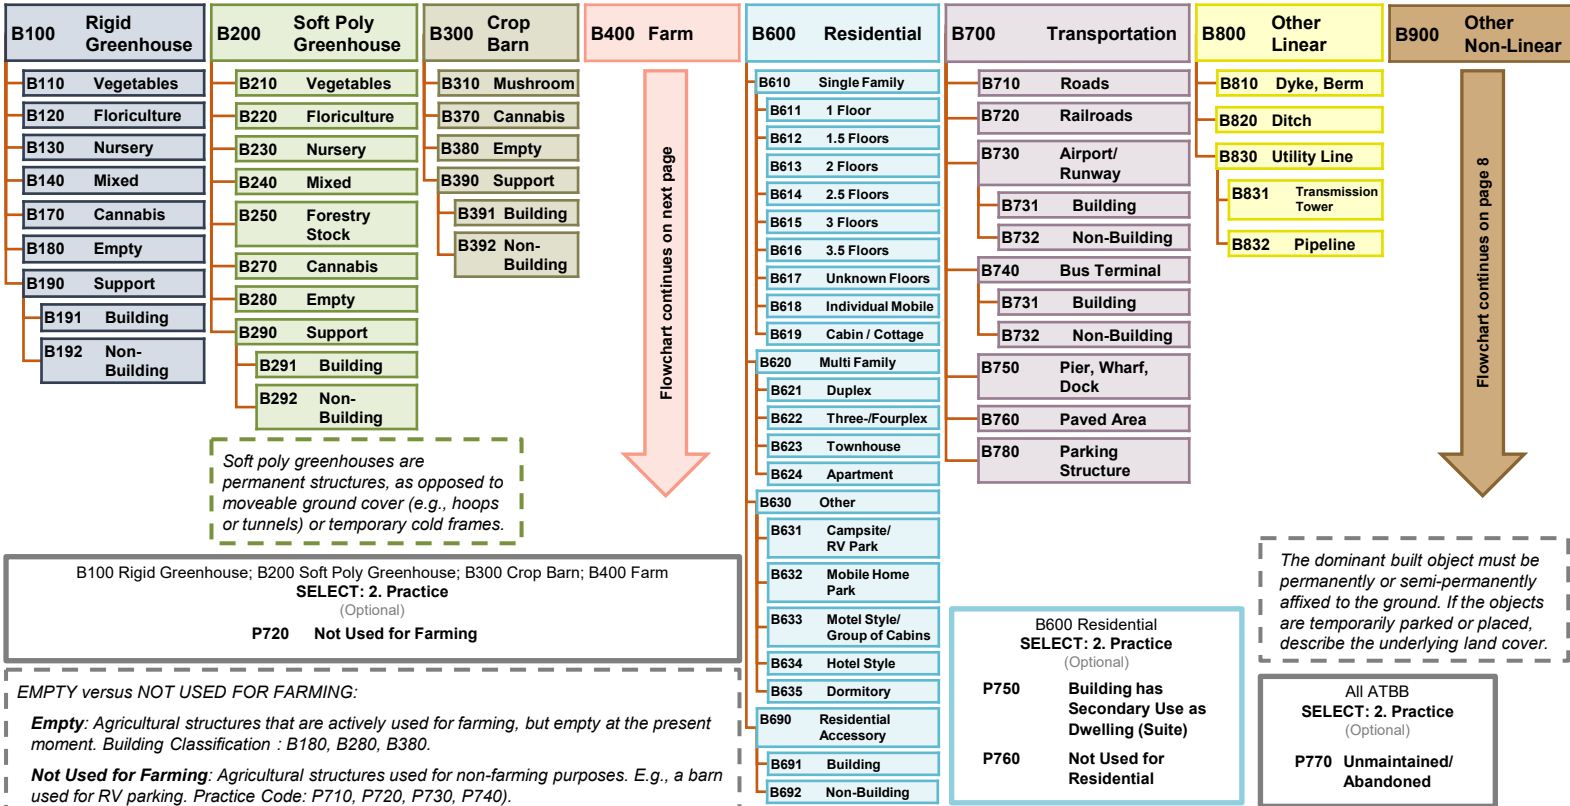 B100 Rigid
Greenhouse
B110 Vegetables
B120 Floriculture
B130 Nursery
B140 Mixed
B170 Cannabis
B180 Empty
B190 Support
B191 Building
B192 Non-
Building
B200 Soft Poly
Greenhouse
B210 Vegetables
B220 Floriculture
B230 Nursery
B240 Mixed
B250 Forestry
Stock
B270 Cannabis
B280 Empty
B290 Support
B291 Building
B292 Non-
Building
Soft poly greenhouses are
permanent structures, as opposed to
moveable ground cover (e.g., hoops
or tunnels) or temporary cold frames.
B300 Crop
Barn
B310 Mushroom
B370 Cannabis
B380 Empty
B390 Support
B391 Building
B392 Non-
Building
B400 Farm
Flowchart continues on next page
B100 Rigid Greenhouse; B200 Soft Poly Greenhouse; B300 Crop Barn; B400 Farm
SELECT: 2. Practice
(Optional)
P720 Not Used for Farming
EMPTY versus NOT USED FOR FARMING:
Empty: Agricultural structures that are actively used for farming, but empty at the present
moment. Building Classification : B180, B280, B380.
Not Used for Farming: Agricultural structures used for non-farming purposes. E.g., a barn
used for RV parking. Practice Code: P710, P720, P730, P740).
B600 Residential
B610 Single Family
B611 1 Floor
B612 1.5 Floors
B613 2 Floors
B614 2.5 Floors
B615 3 Floors
B616 3.5 Floors
B617 Unknown Floors
B618 Individual Mobile
B619 Cabin / Cottage
B620 Multi Family
B621 Duplex
B622 Three-/Fourplex
B623 Townhouse
B624 Apartment
B630 Other
B631 Campsite/
RV Park
B632 Mobile Home
Park
B633 Motel Style/
Group of Cabins
B634 Hotel Style
B635 Dormitory
B690 Residential
Accessory
B691 Building
B692 Non-Building
B700 Transportation
B710 Roads
B720 Railroads
B730 Airport/
Runway
B731 Building
B732 Non-Building
B740 Bus Terminal
B731 Building
B732 Non-Building
B750 Pier, Wharf,
Dock
B760 Paved Area
B780 Parking
Structure
B600 Residential
SELECT: 2. Practice
(Optional)
P750 Building has
Secondary Use as
Dwelling (Suite)
P760 Not Used for
Residential
B800 Other
Linear
B810 Dyke, Berm
B820 Ditch
B830 Utility Line
B831 Transmission
Tower
B832 Pipeline
B900 Other
Non-Linear
Flowchart continues on page 8
The dominant built object must be
permanently or semi-permanently
affixed to the ground. If the objects
are temporarily parked or placed,
describe the underlying land cover.
All ATBB
SELECT: 2. Practice
(Optional)
P770 Unmaintained/
Abandoned